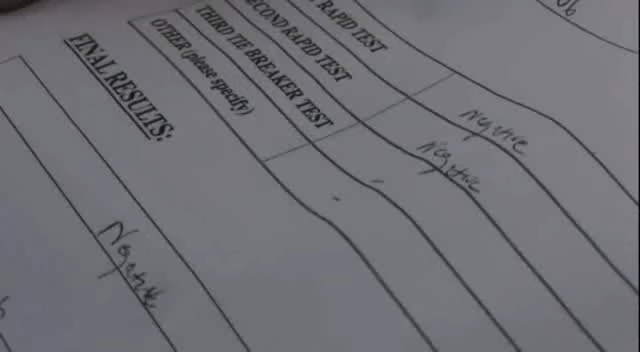 RAPID TEST
Negative
SECOND RAPID TEST
Negative
THIRD TIE BREAKER TEST
-
OTHER (please specify)
-
FINAL RESULTS:
Negative